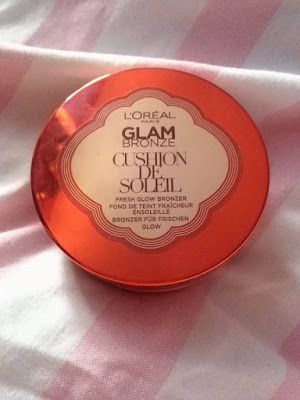 L'ORÉAL
PARIS
GLAM
BRONZE
CUSHION
DE
SOLEIL
FRESH GLOW BRONZER
FOND DE TEINT FRAÎCHEUR
ENSOLEILLÉ
BRONZER FÜR FRISCHEN
GLOW